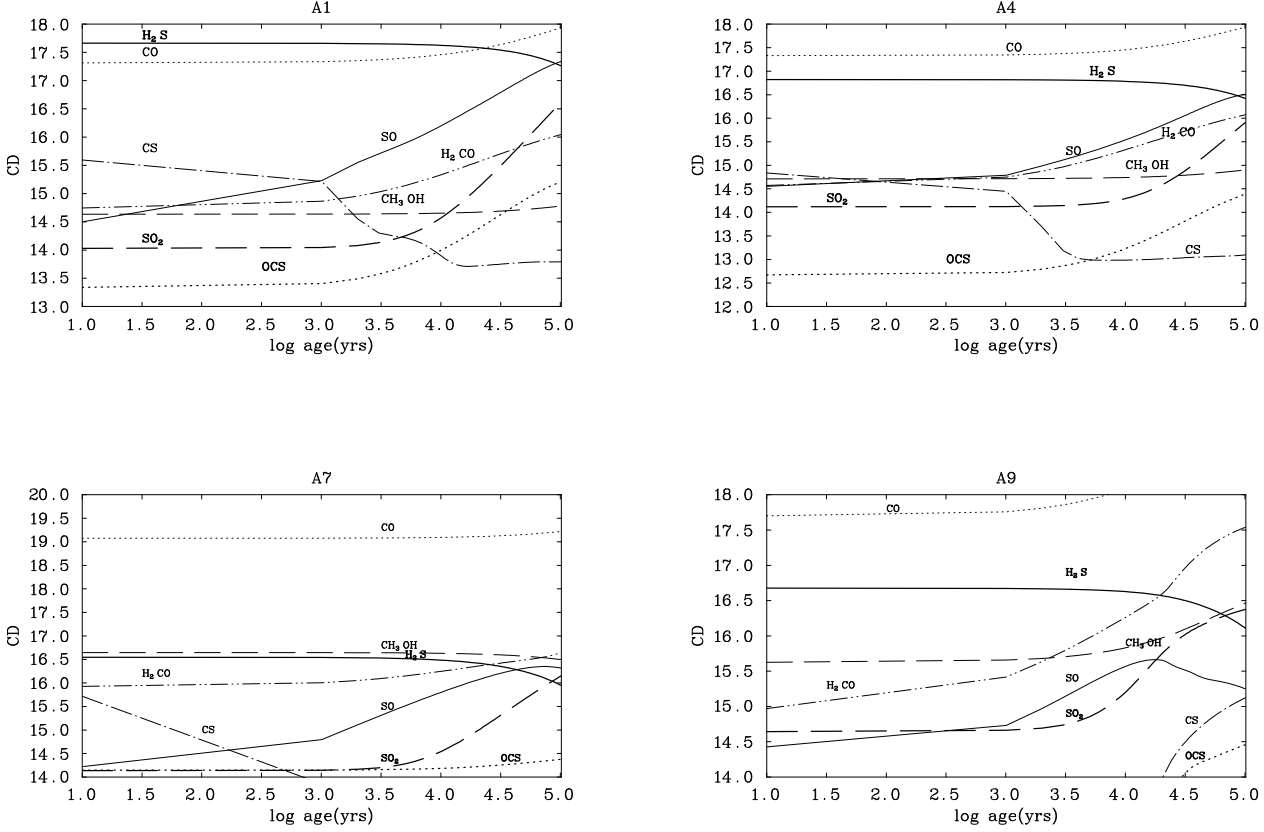 A1
18.0
17.5
17.0
16.5
16.0
15.5
15.0
14.5
14.0
13.5
13.0
CD
H₂ S
CO
CS
SO
H₂ CO
CH₃ OH
SO₂
OCS
1.0 1.5 2.0 2.5 3.0 3.5 4.0 4.5 5.0
log age(yrs)
A4
18.0
17.5
17.0
16.5
16.0
15.5
15.0
14.5
14.0
13.5
13.0
12.5
12.0
CD
CO
H₂ S
H₂ CO
SO
CH₃ OH
SO₂
CS
OCS
1.0 1.5 2.0 2.5 3.0 3.5 4.0 4.5 5.0
log age(yrs)
A7
20.0
19.5
19.0
18.5
18.0
17.5
17.0
16.5
16.0
15.5
15.0
14.5
14.0
CD
CO
CH₃ OH
H₂ S
H₂ CO
SO
CS
SO₂
OCS
1.0 1.5 2.0 2.5 3.0 3.5 4.0 4.5 5.0
log age(yrs)
A9
18.0
17.5
17.0
16.5
16.0
15.5
15.0
14.5
14.0
CD
CO
H₂ S
CH₃ OH
H₂ CO
SO
SO₂
CS
OCS
1.0 1.5 2.0 2.5 3.0 3.5 4.0 4.5 5.0
log age(yrs)